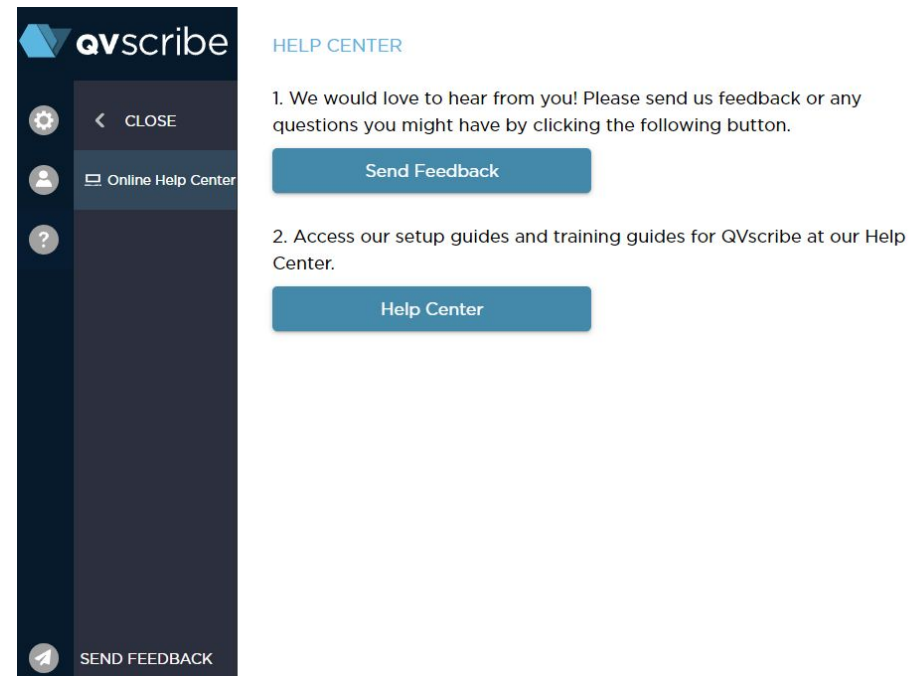 QVscribe
HELP CENTER
CLOSE
1. We would love to hear from you! Please send us feedback or any
questions you might have by clicking the following button.
Online Help Center
Send Feedback
?
2. Access our setup guides and training guides for QVscribe at our Help
Center.
Help Center
SEND FEEDBACK